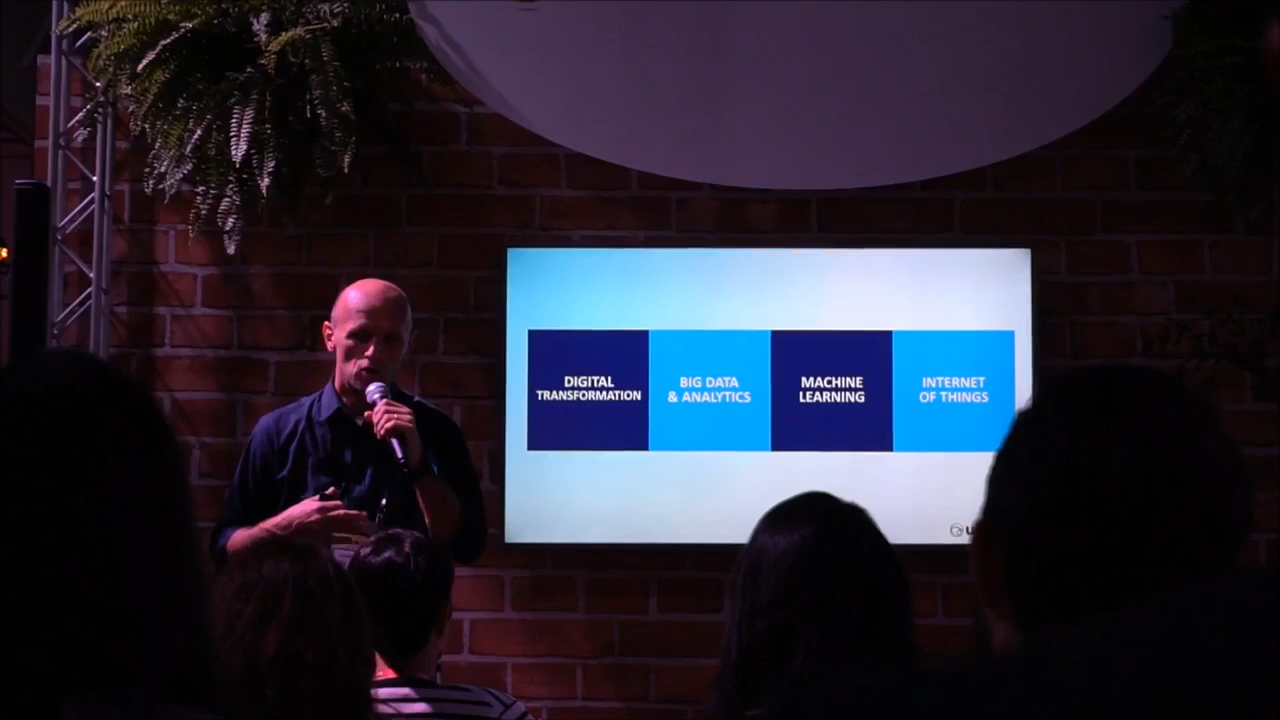 DIGITAL
TRANSFORMATION
BIG DATA
& ANALYTICS
MACHINE
LEARNING
INTERNET
OF THINGS